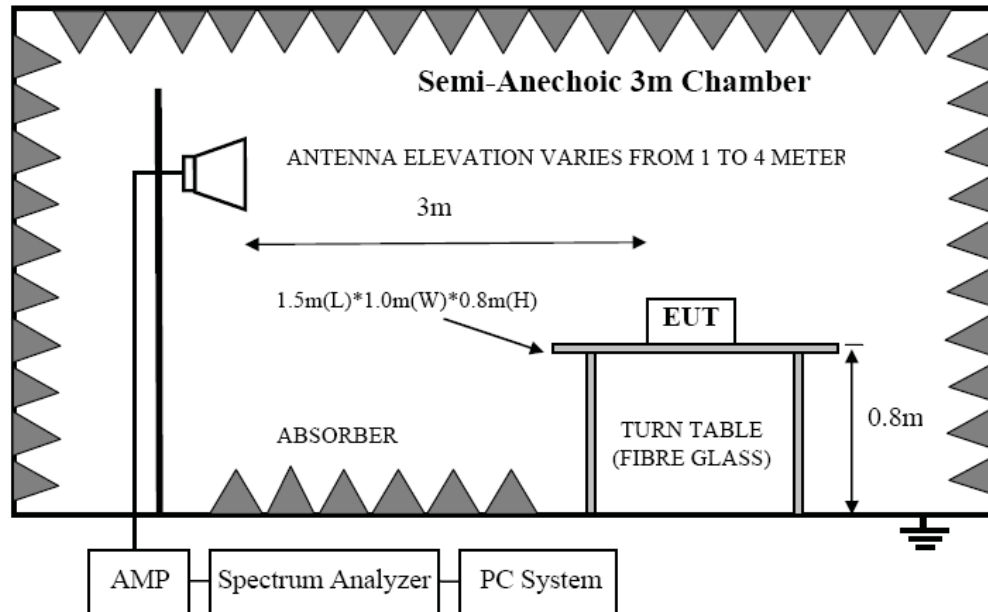 Semi-Anechoic 3m Chamber
ANTENNA ELEVATION VARIES FROM 1 TO 4 METER
3m
1.5m(L)*1.0m(W)*0.8m(H)
EUT
0.8m
ABSORBER
TURN TABLE
(FIBRE GLASS)
AMP
Spectrum Analyzer
PC System